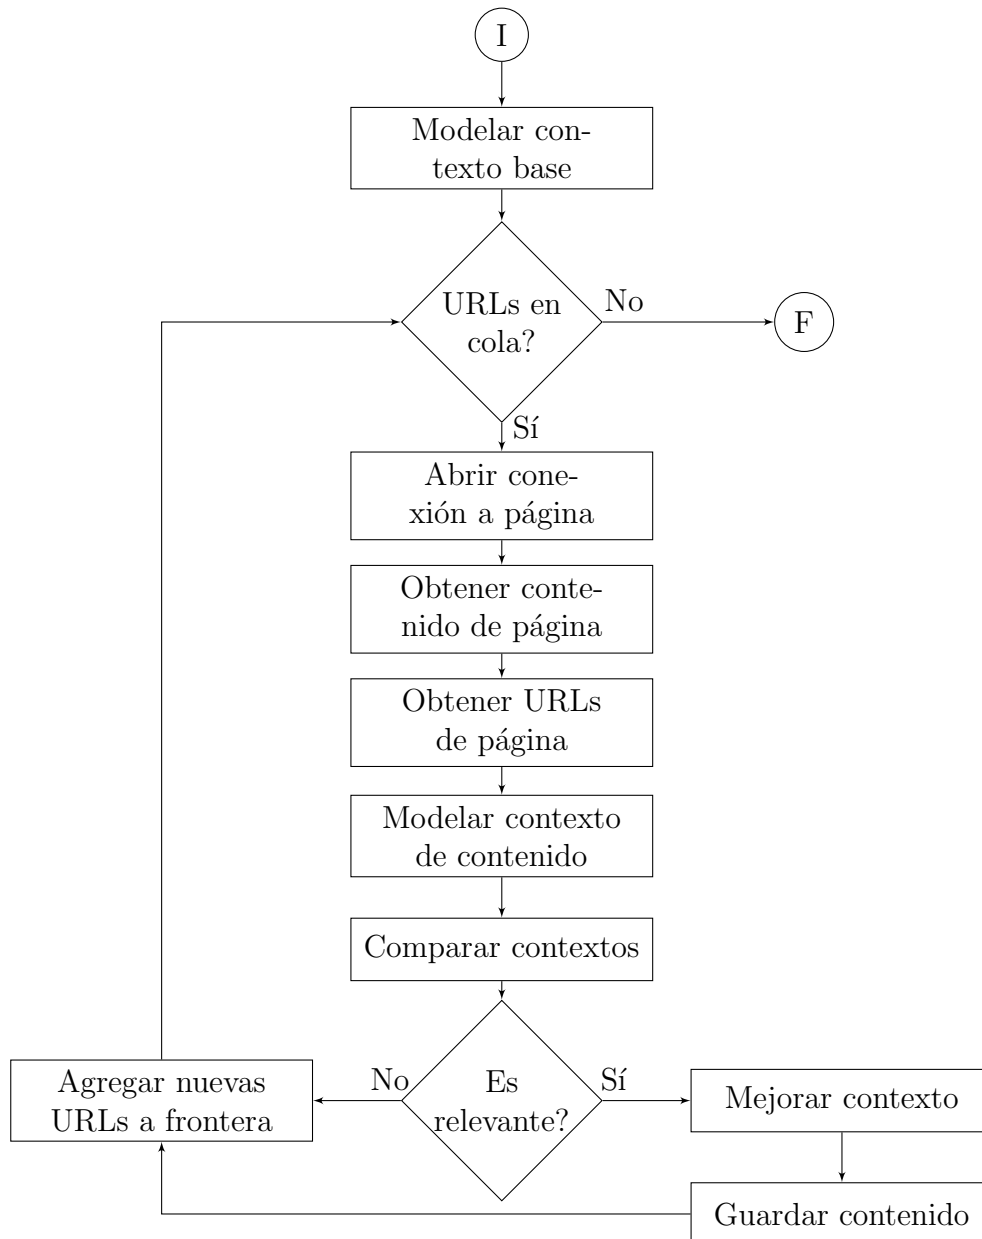 I
Modelar con-
texto base
URLs en
cola?
No
F
Sí
Abrir cone-
xión a página
Obtener conte-
nido de página
Obtener URLs
de página
Modelar contexto
de contenido
Comparar contextos
Es
relevante?
No
Sí
Agregar nuevas
URLs a frontera
Mejorar contexto
Guardar contenido